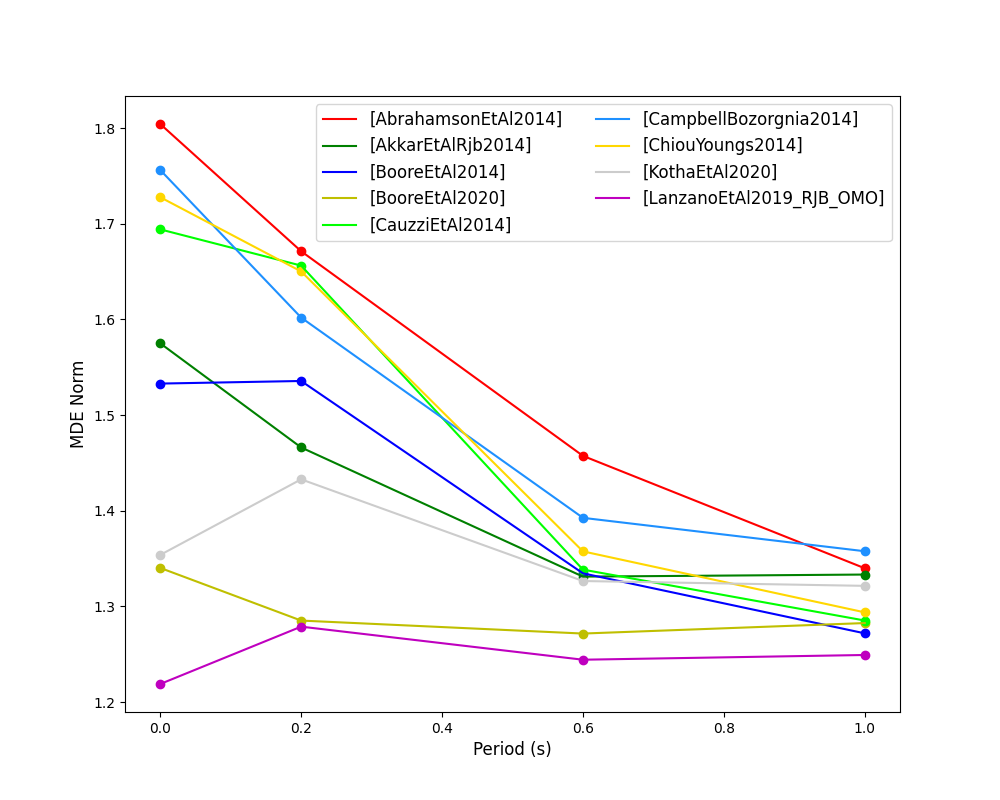 [AbrahamsonEtAl2014]
[AkkarEtAlRjb2014]
[BooreEtAl2014]
[BooreEtAl2020]
[CauzziEtAl2014]
[CampbellBozorgnia2014]
[ChiouYoungs2014]
[KothaEtAl2020]
[LanzanoEtAl2019_RJB_OMO]
MDE Norm
1.8
1.7
1.6
1.5
1.4
1.3
1.2
0.0 0.2 0.4 0.6 0.8 1.0
Period (s)